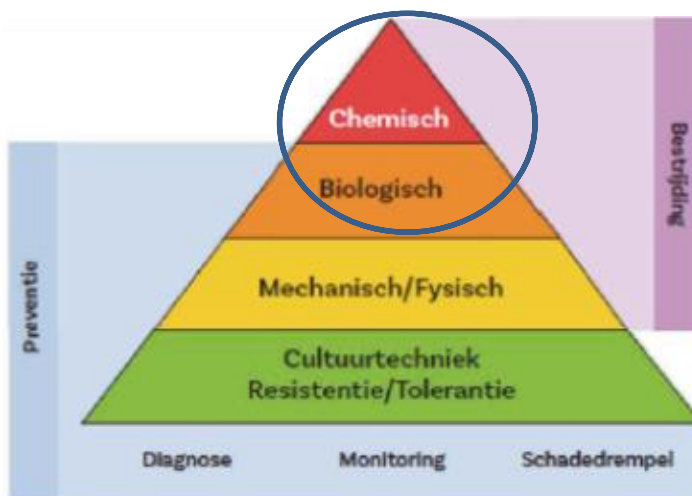 Chemisch
Biologisch
Mechanisch/Fysisch
Cultuurtechniek
Resistentie/Tolerantie
Diagnose Monitoring Schadedrempel
Preventie
Bestrijding